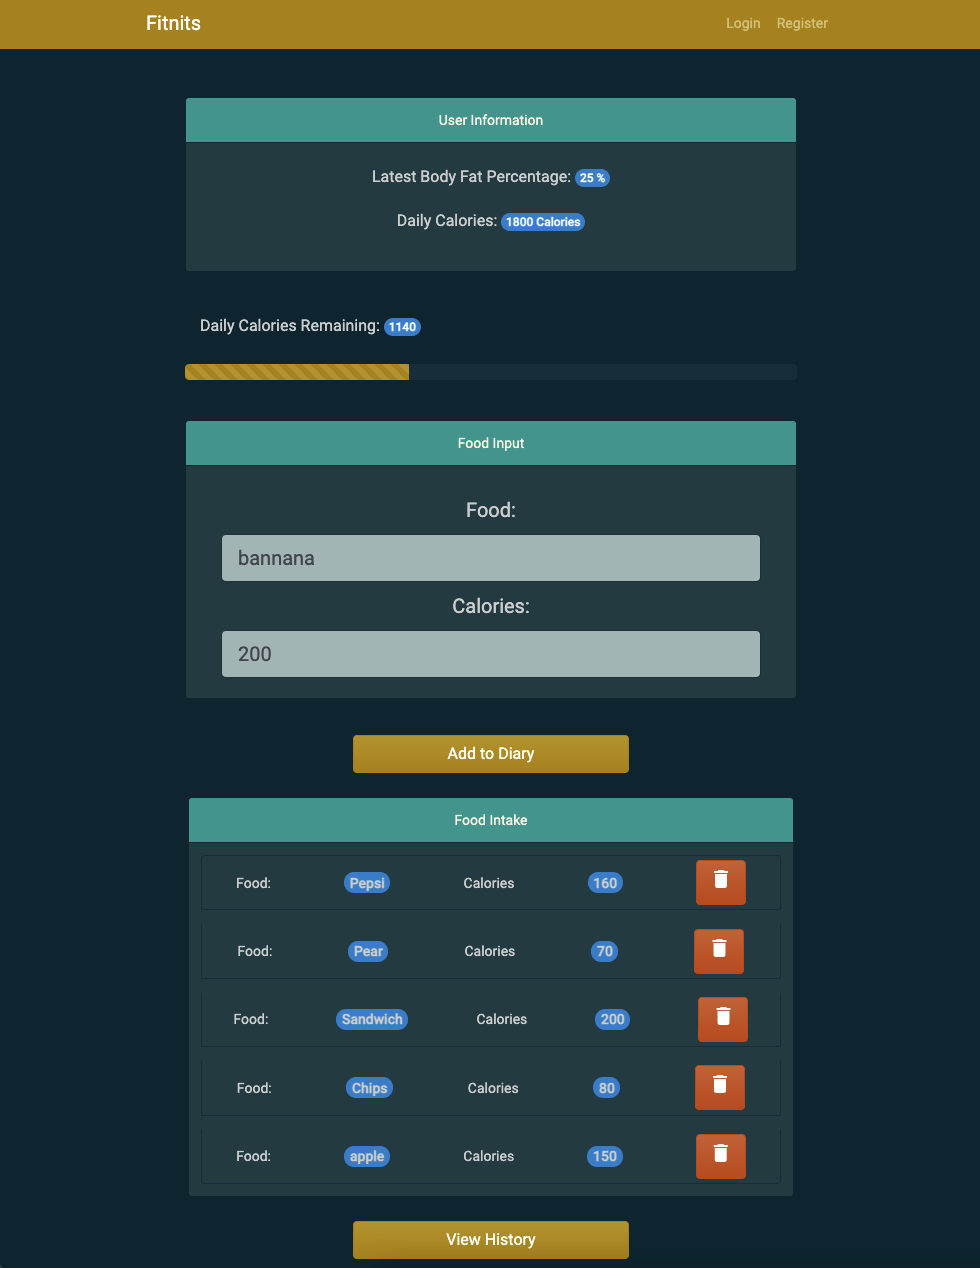 Fitnits Login Register
User Information
Latest Body Fat Percentage: 25 %
Daily Calories: 1800 Calories
Daily Calories Remaining: 1140
Food Input
Food:
bannana
Calories:
200
Add to Diary
Food Intake
Food: Pepsi Calories 160
Food: Pear Calories 70
Food: Sandwich Calories 200
Food: Chips Calories 80
Food: apple Calories 150
View History